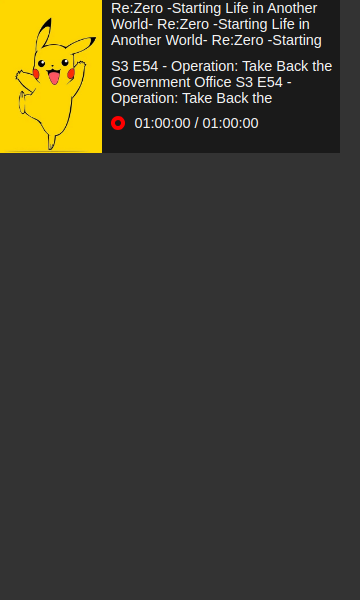 Re:Zero -Starting Life in Another
World- Re:Zero -Starting Life in
Another World- Re:Zero -Starting
S3 E54 - Operation: Take Back the
Government Office S3 E54 -
Operation: Take Back the
01:00:00 / 01:00:00